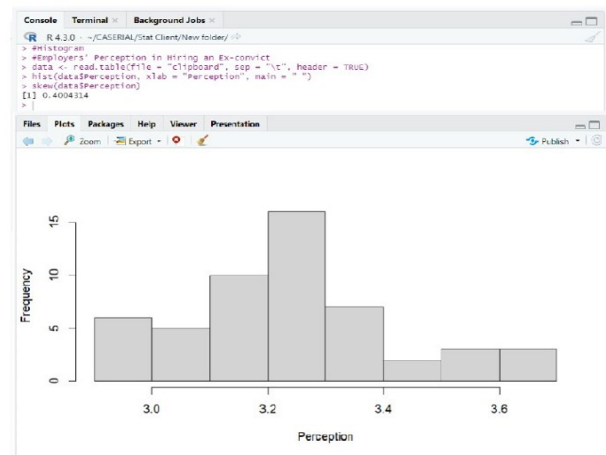 Console Terminal × Background Jobs ×
R R 4.3.0 · ~/CASERIAL/Stat Client/New folder/
> #Histogram
> #Employers' Perception in Hiring an Ex-convict
> data <- read.table(file = "clipboard", sep = "\t", header = TRUE)
> hist(data$Perception, xlab = "Perception", main = " ")
> skew(data$Perception)
[1] 0.4004314
>
Files Plots Packages Help Viewer Presentation
Zoom Export Publish
Frequency
15
10
5
0
3.0 3.2 3.4 3.6
Perception